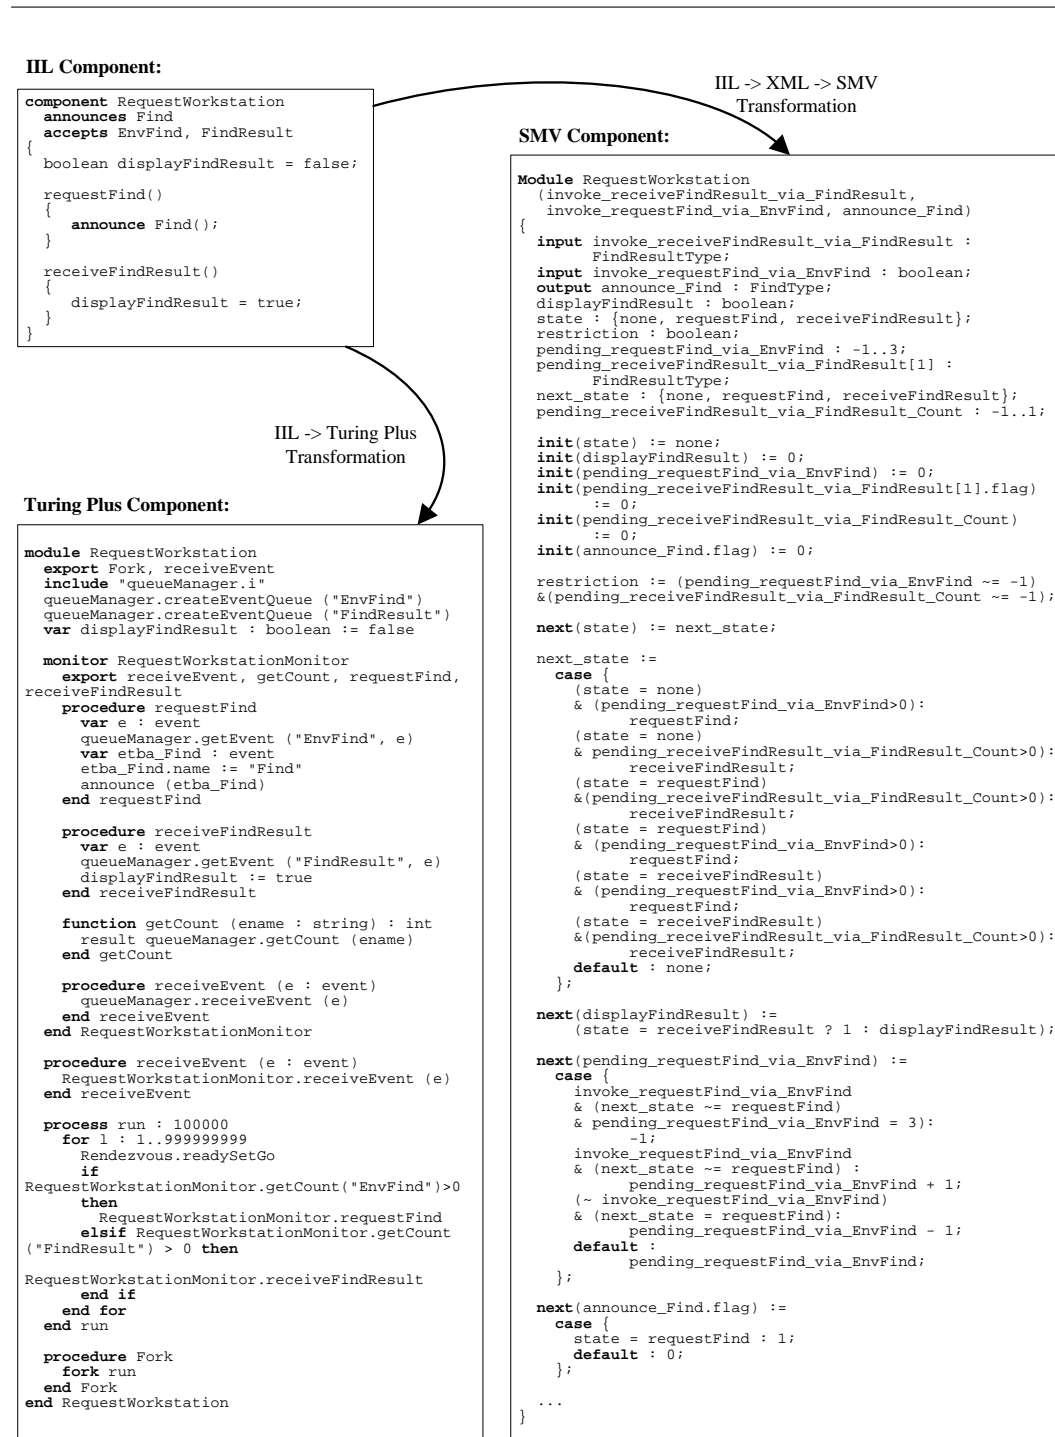 IIL Component:
component RequestWorkstation
announces Find
accepts EnvFind, FindResult
{
boolean displayFindResult = false;
requestFind()
{
announce Find();
}
receiveFindResult()
{
displayFindResult = true;
}
}
IIL -> XML -> SMV
Transformation
IIL -> Turing Plus
Transformation
Turing Plus Component:
module RequestWorkstation
export Fork, receiveEvent
include "queueManager.i"
queueManager.createEventQueue ("EnvFind")
queueManager.createEventQueue ("FindResult")
var displayFindResult : boolean := false
monitor RequestWorkstationMonitor
export receiveEvent, getCount, requestFind,
receiveFindResult
procedure requestFind
var e : event
queueManager.getEvent ("EnvFind", e)
var etba_Find : event
etba_Find.name := "Find"
announce (etba_Find)
end requestFind
procedure receiveFindResult
var e : event
queueManager.getEvent ("FindResult", e)
displayFindResult := true
end receiveFindResult
function getCount (ename : string) : int
result queueManager.getCount (ename)
end getCount
procedure receiveEvent (e : event)
queueManager.receiveEvent (e)
end receiveEvent
end RequestWorkstationMonitor
procedure receiveEvent (e : event)
RequestWorkstationMonitor.receiveEvent (e)
end receiveEvent
process run : 100000
for l : 1..999999999
Rendezvous.readySetGo
if
RequestWorkstationMonitor.getCount("EnvFind")>0
then
RequestWorkstationMonitor.requestFind
elsif RequestWorkstationMonitor.getCount
("FindResult") > 0 then
RequestWorkstationMonitor.receiveFindResult
end if
end for
end run
procedure Fork
fork run
end Fork
end RequestWorkstation
SMV Component:
Module RequestWorkstation
(invoke_receiveFindResult_via_FindResult,
invoke_requestFind_via_EnvFind, announce_Find)
{
input invoke_receiveFindResult_via_FindResult :
FindResultType;
input invoke_requestFind_via_EnvFind : boolean;
output announce_Find : FindType;
displayFindResult : boolean;
state : {none, requestFind, receiveFindResult};
restriction : boolean;
pending_requestFind_via_EnvFind : -1..3;
pending_receiveFindResult_via_FindResult[1] :
FindResultType;
next_state : {none, requestFind, receiveFindResult};
pending_receiveFindResult_via_FindResult_Count : -1..1;
init(state) := none;
init(displayFindResult) := 0;
init(pending_requestFind_via_EnvFind) := 0;
init(pending_receiveFindResult_via_FindResult[1].flag)
:= 0;
init(pending_receiveFindResult_via_FindResult_Count)
:= 0;
init(announce_Find.flag) := 0;
restriction := (pending_requestFind_via_EnvFind ~= -1)
&(pending_receiveFindResult_via_FindResult_Count ~= -1);
next(state) := next_state;
next_state :=
case {
(state = none)
& (pending_requestFind_via_EnvFind>0):
requestFind;
(state = none)
& pending_receiveFindResult_via_FindResult_Count>0):
receiveFindResult;
(state = requestFind)
&(pending_receiveFindResult_via_FindResult_Count>0):
receiveFindResult;
(state = requestFind)
& (pending_requestFind_via_EnvFind>0):
requestFind;
(state = receiveFindResult)
& (pending_requestFind_via_EnvFind>0):
requestFind;
(state = receiveFindResult)
&(pending_receiveFindResult_via_FindResult_Count>0):
receiveFindResult;
default : none;
};
next(displayFindResult) :=
(state = receiveFindResult ? 1 : displayFindResult);
next(pending_requestFind_via_EnvFind) :=
case {
invoke_requestFind_via_EnvFind
& (next_state ~= requestFind)
& pending_requestFind_via_EnvFind = 3):
-1;
invoke_requestFind_via_EnvFind
& (next_state ~= requestFind) :
pending_requestFind_via_EnvFind + 1;
(~ invoke_requestFind_via_EnvFind)
& (next_state = requestFind):
pending_requestFind_via_EnvFind - 1;
default :
pending_requestFind_via_EnvFind;
};
next(announce_Find.flag) :=
case {
state = requestFind : 1;
default : 0;
};
...
}